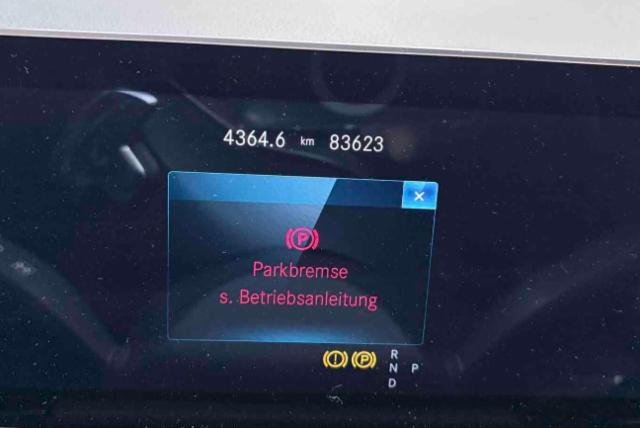 4364.6 km 83623
P
Parkbremse
s. Betriebsanleitung
! P
R
N P
D